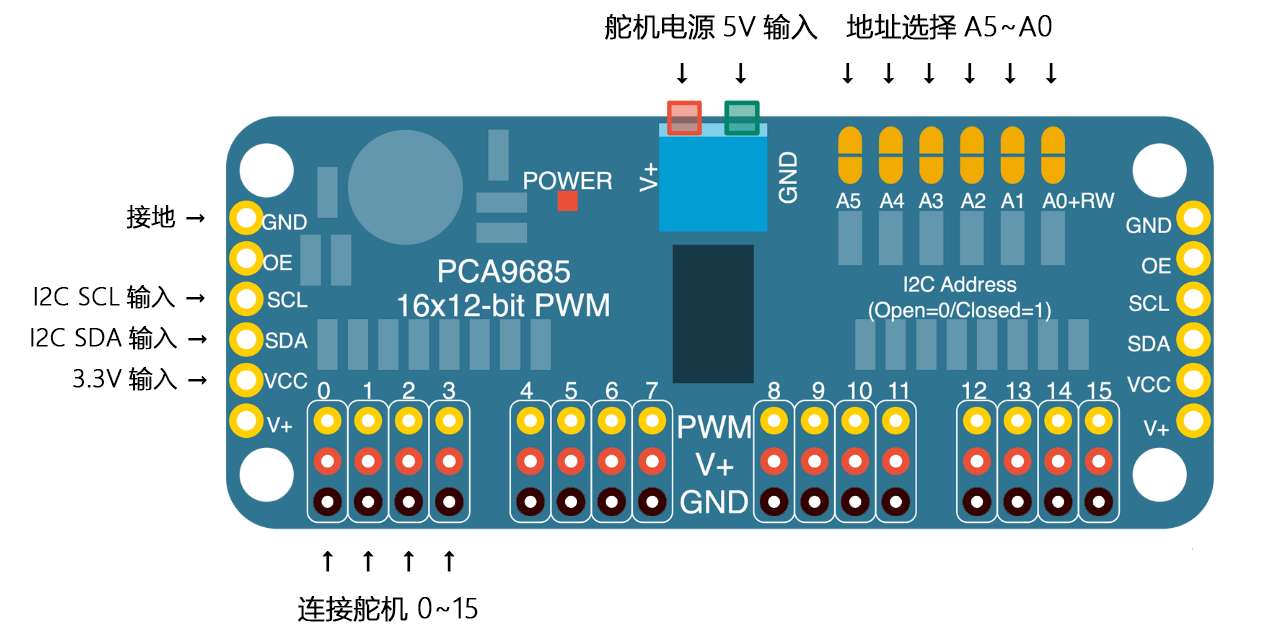 舵机电源 5V 输入 地址选择 A5~A0
↓ ↓ ↓ ↓ ↓ ↓ ↓ ↓
V+ GND
POWER
A5 A4 A3 A2 A1 A0+RW
接地 → GND
OE
I2C SCL 输入 → SCL
I2C SDA 输入 → SDA
3.3V 输入 → VCC
V+
PCA9685
16x12-bit PWM
I2C Address
(Open=0/Closed=1)
GND
OE
SCL
SDA
VCC
V+
0 1 2 3 4 5 6 7 8 9 10 11 12 13 14 15
PWM
V+
GND
↑ ↑ ↑ ↑
连接舵机 0~15